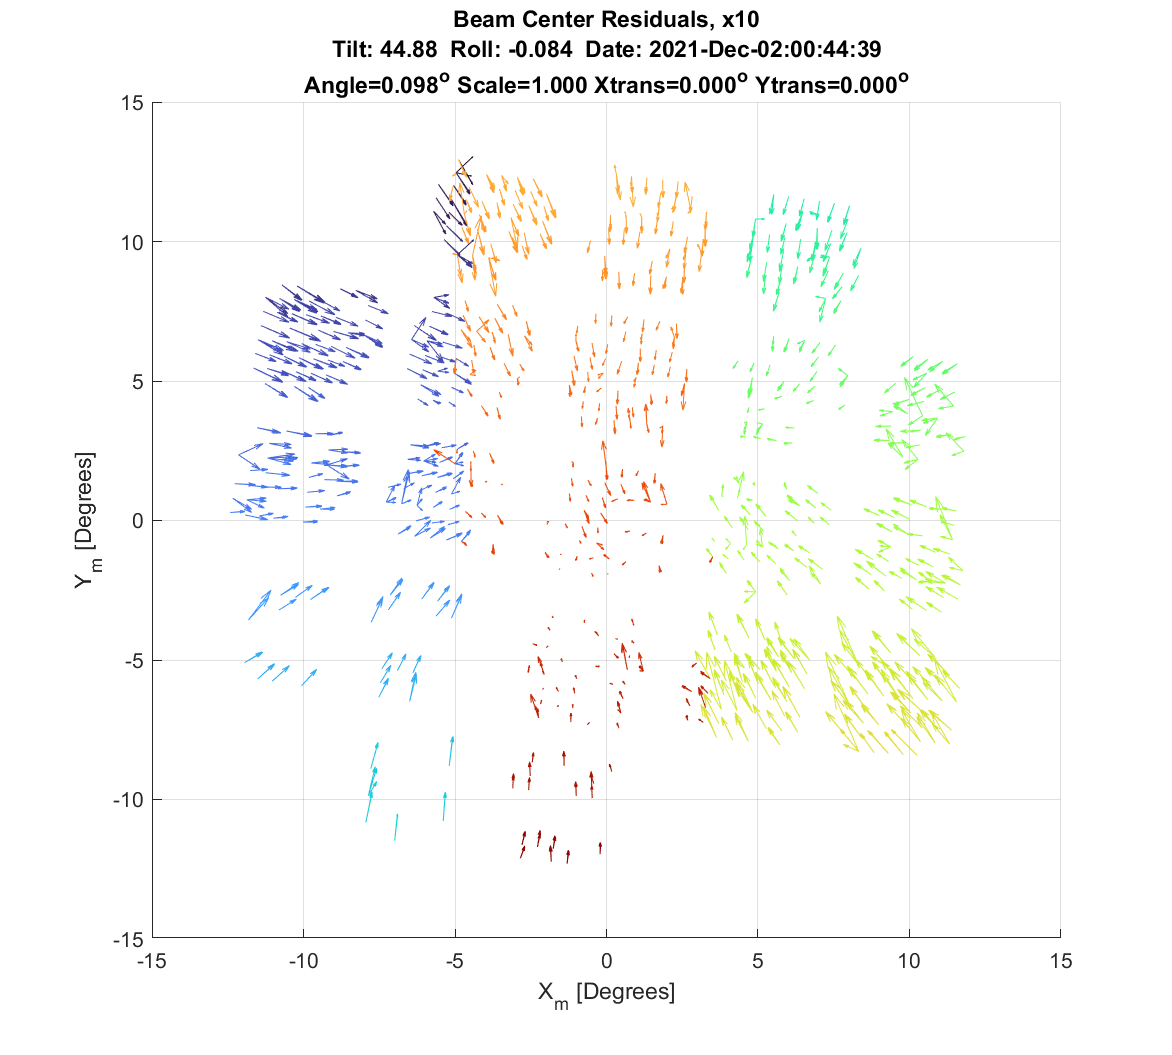 Beam Center Residuals, x10
Tilt: 44.88 Roll: -0.084 Date: 2021-Dec-02:00:44:39
Angle=0.098° Scale=1.000 Xtrans=0.000° Ytrans=0.000°
15
10
5
0
-5
-10
-15
Ym [Degrees]
-15 -10 -5 0 5 10 15
Xm [Degrees]